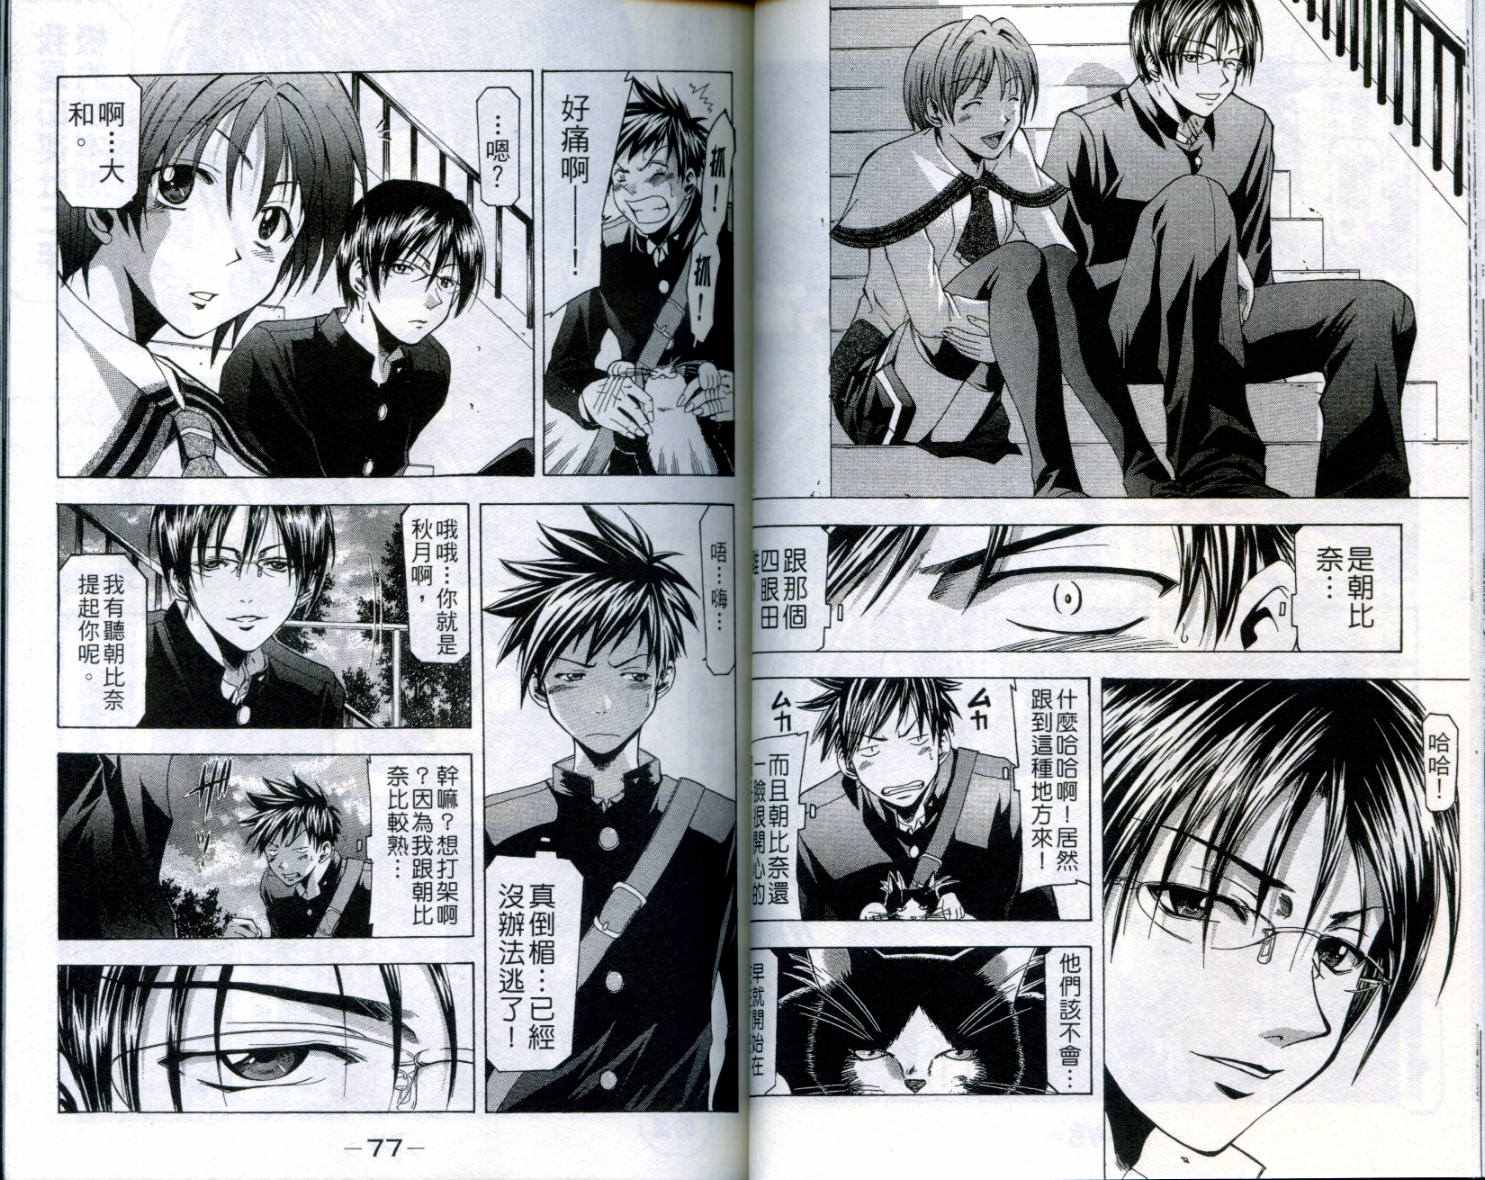 是朝比
奈…
跟那個
四眼田
哈哈！
什麼哈哈啊！居然
跟到這種地方來！
ムカ
ムカ
而且朝比奈還
一臉很開心的
他們該不會…
早就開始在
抓！
抓！
好痛啊——！
…嗯？
啊…大
和。
唔…嗨…
真倒楣…已經
沒辦法逃了！
哦哦…你就是
秋月啊，
我有聽朝比奈
提起你呢。
幹嘛？想打架啊
？因為我跟朝比
奈比較熟…
—77—